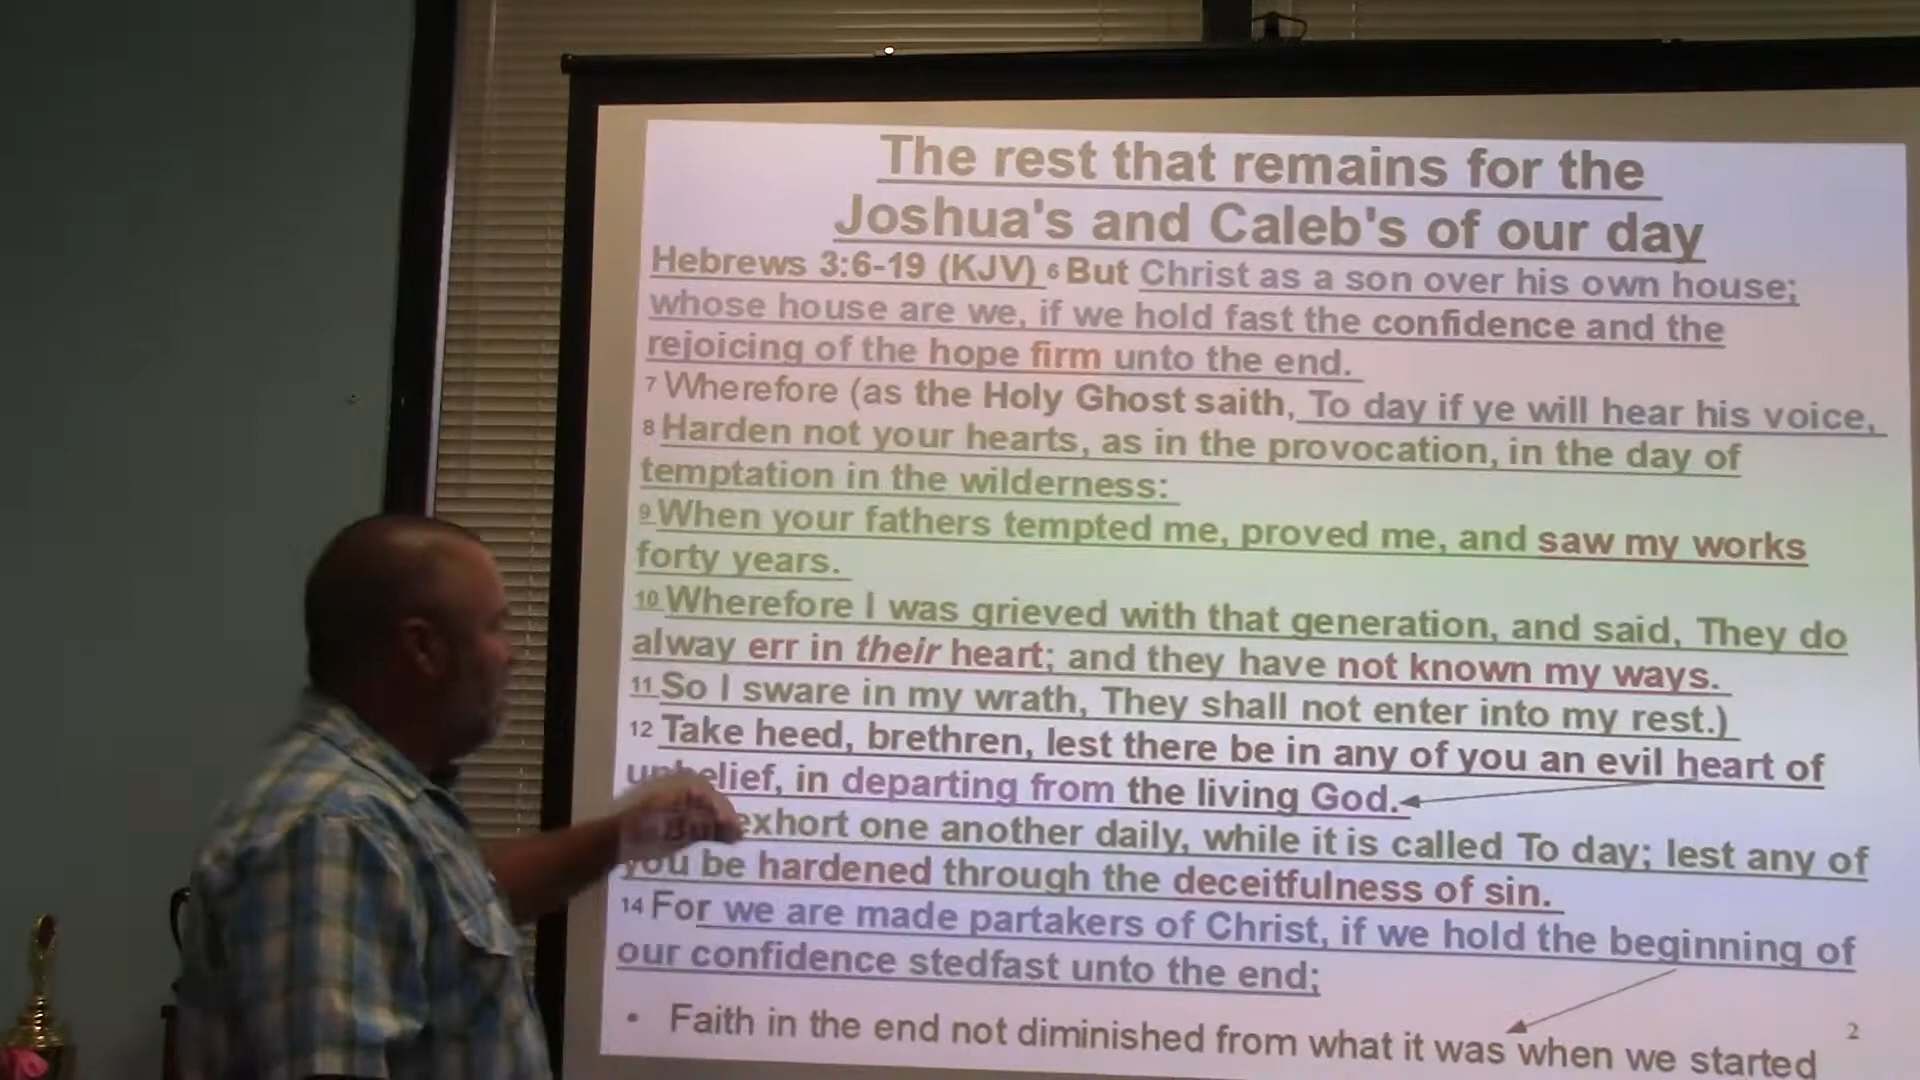 The rest that remains for the
Joshua's and Caleb's of our day
Hebrews 3:6-19 (KJV) 6 But Christ as a son over his own house;
whose house are we, if we hold fast the confidence and the
rejoicing of the hope firm unto the end.
7 Wherefore (as the Holy Ghost saith, To day if ye will hear his voice,
8 Harden not your hearts, as in the provocation, in the day of
temptation in the wilderness:
9 When your fathers tempted me, proved me, and saw my works
forty years.
10 Wherefore I was grieved with that generation, and said, They do
alway err in their heart; and they have not known my ways.
11 So I sware in my wrath, They shall not enter into my rest.)
12 Take heed, brethren, lest there be in any of you an evil heart of
unbelief, in departing from the living God.
But exhort one another daily, while it is called To day; lest any of
you be hardened through the deceitfulness of sin.
14 For we are made partakers of Christ, if we hold the beginning of
our confidence stedfast unto the end;
• Faith in the end not diminished from what it was when we started
2